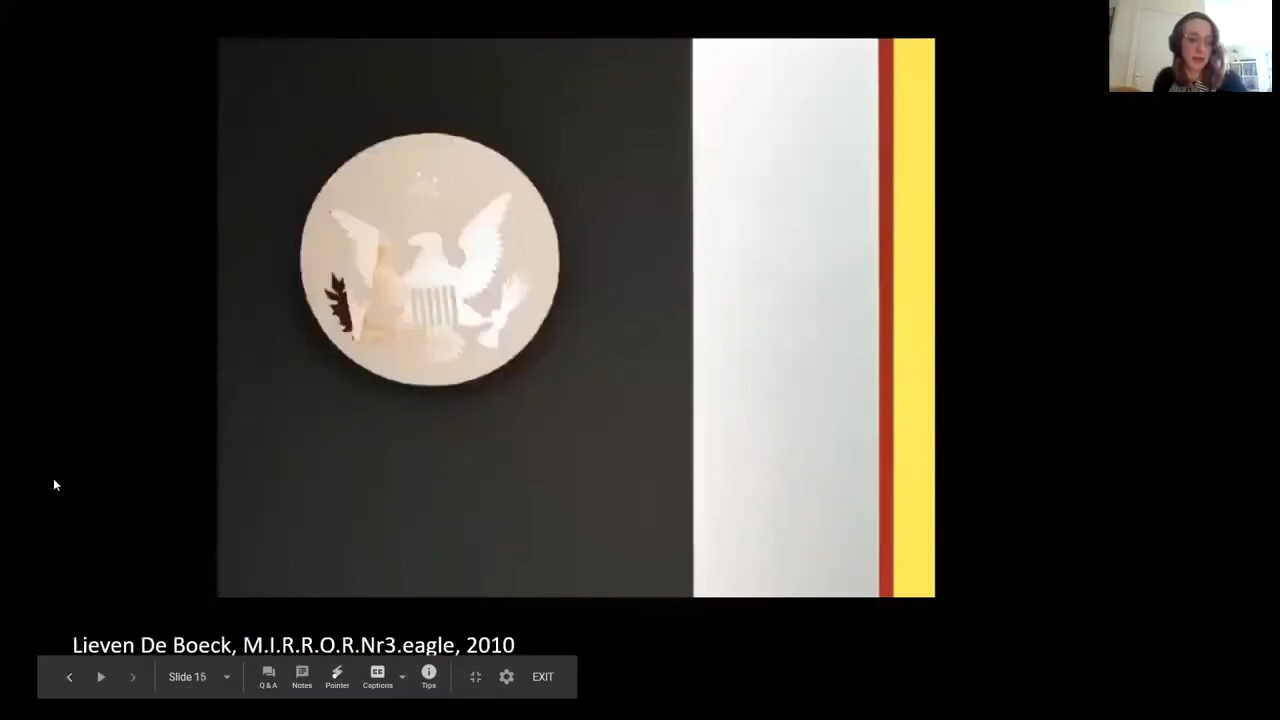 Lieven De Boeck, M.I.R.R.O.R.Nr3.eagle, 2010
Slide 15
Q & A
Notes
Pointer
Captions
Tips
EXIT